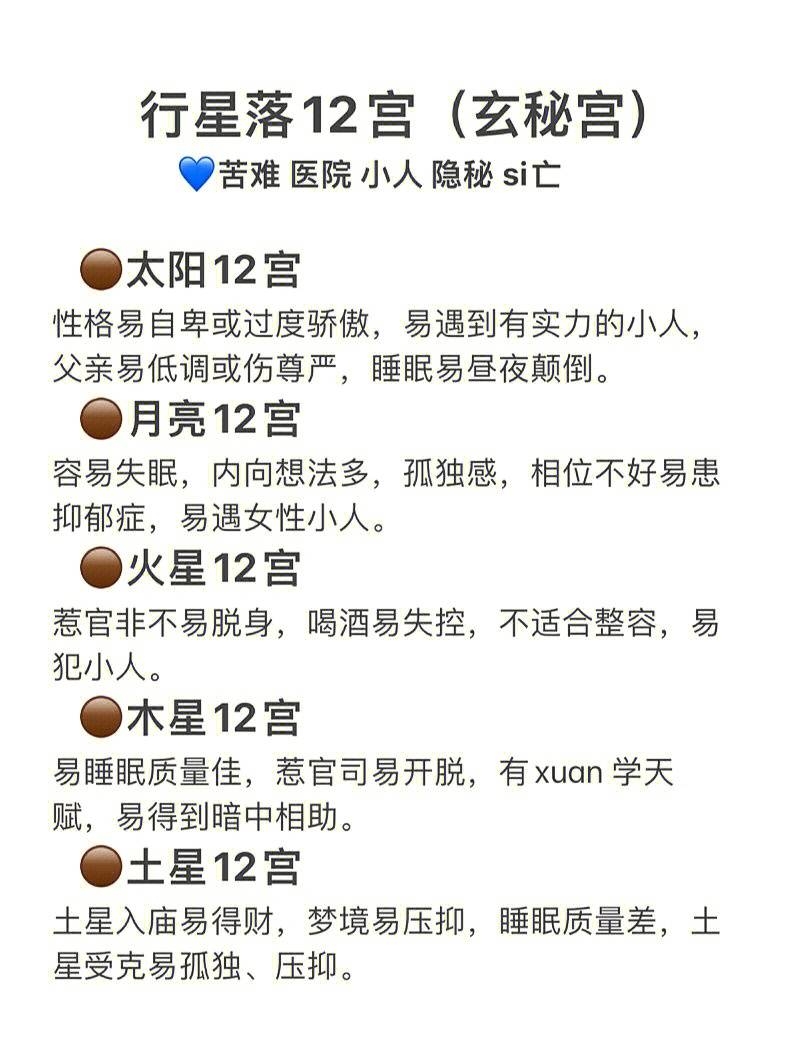 行星落12宫（玄秘宫）
💙苦难 医院 小人 隐秘 si亡
🟤太阳12宫
性格易自卑或过度骄傲，易遇到有实力的小人，
父亲易低调或伤尊严，睡眠易昼夜颠倒。
🟤月亮12宫
容易失眠，内向想法多，孤独感，相位不好易患
抑郁症，易遇女性小人。
🟤火星12宫
惹官非不易脱身，喝酒易失控，不适合整容，易
犯小人。
🟤木星12宫
易睡眠质量佳，惹官司易开脱，有xuan 学天
赋，易得到暗中相助。
🟤土星12宫
土星入庙易得财，梦境易压抑，睡眠质量差，土
星受克易孤独、压抑。